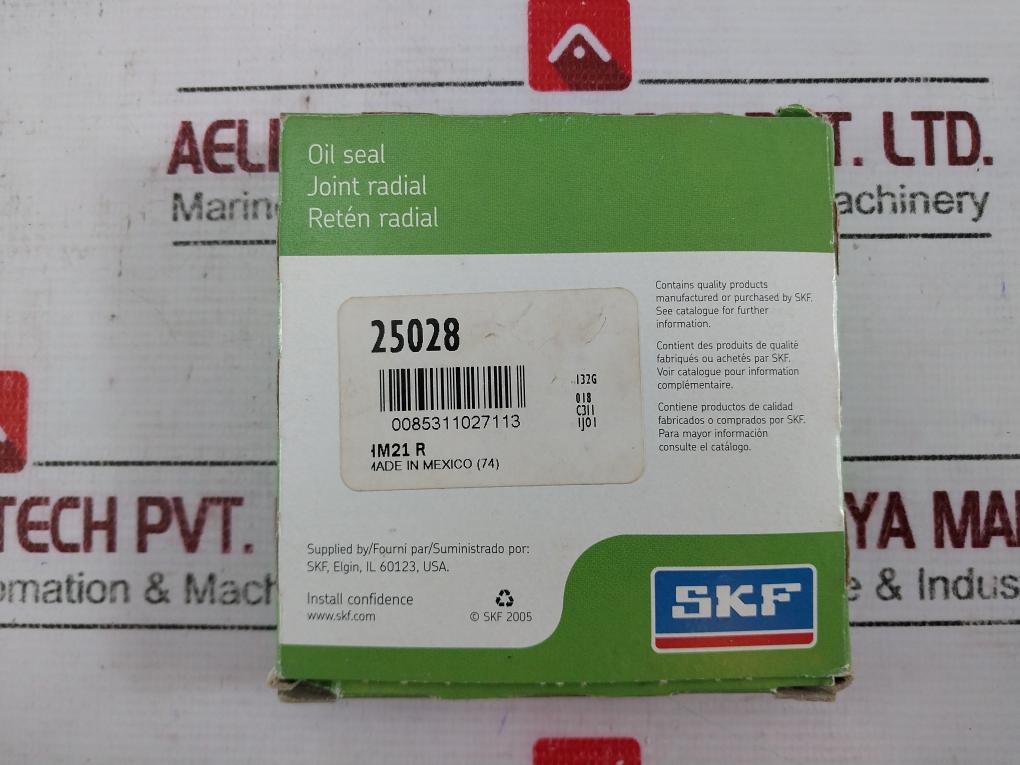 AELI
T. LTD.
Marin
achinery
Oil seal
Joint radial
Retén radial
25028
0085311027113
132G
018
C311
1J01
HM21 R
MADE IN MEXICO (74)
Contains quality products
manufactured or purchased by SKF.
See catalogue for further
information.
Contient des produits de qualité
fabriqués ou achetés par SKF.
Voir catalogue pour information
complémentaire.
Contiene productos de calidad
fabricados o comprados por SKF.
Para mayor información
consulte el catálogo.
Supplied by/Fourni par/Suministrado por:
SKF, Elgin, IL 60123, USA.
Install confidence
www.skf.com
© SKF 2005
SKF
TECH PVT.
YA MA
omation & Mach
e & Indus